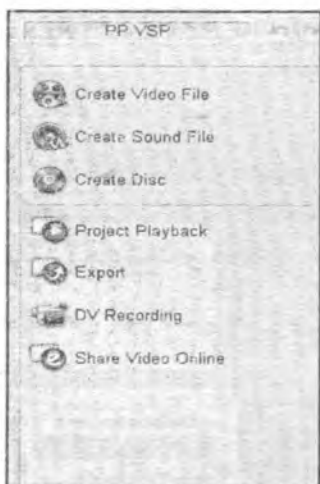 PP VSP
Create Video File
Create Sound File
Create Disc
Project Playback
Export
DV Recording
Share Video Online